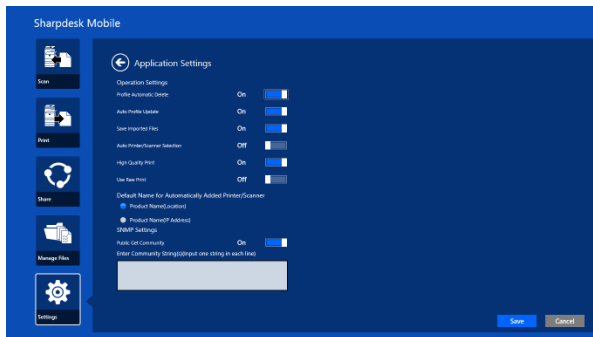 Sharpdesk Mobile
Application Settings
Scan
Operation Settings
Profile Automatic Delete On
Auto Profile Update On
Save Imported Files On
Print
Auto Printer/Scanner Selection Off
High Quality Print On
Use Raw Print Off
Share
Default Name for Automatically Added Printer/Scanner
Product Name(Location)
Product Name(IP Address)
SNMP Settings
Public Get Community On
Manage Files
Enter Community String(s)(Input one string in each line)
Settings
Save Cancel